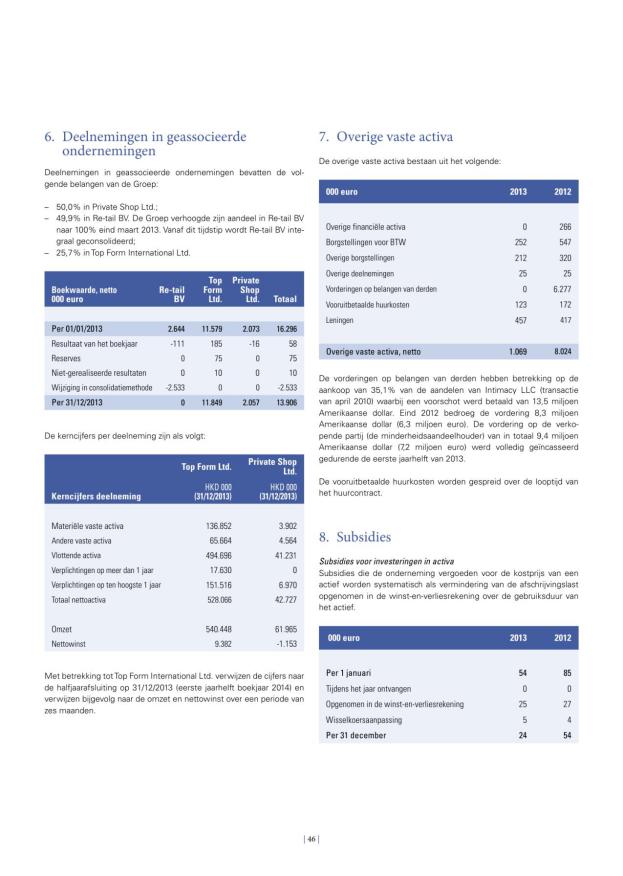 6. Deelnemingen in geassocieerde
ondernemingen
Deelnemingen in geassocieerde ondernemingen bevatten de vol-
gende belangen van de Groep:
– 50,0% in Private Shop Ltd.;
– 49,9% in Re-tail BV. De Groep verhoogde zijn aandeel in Re-tail BV
naar 100% eind maart 2013. Vanaf dit tijdstip wordt Re-tail BV inte-
graal geconsolideerd;
– 25,7% in Top Form International Ltd.
Boekwaarde, netto 000 euro | Re-tail BV | Top Form Ltd. | Private Shop Ltd. | Totaal
Per 01/01/2013 2.644 11.579 2.073 16.296
Resultaat van het boekjaar -111 185 -16 58
Reserves 0 75 0 75
Niet-gerealiseerde resultaten 0 10 0 10
Wijziging in consolidatiemethode -2.533 0 0 -2.533
Per 31/12/2013 0 11.849 2.057 13.906
De kerncijfers per deelneming zijn als volgt:
Top Form Ltd. Private Shop
Ltd.
HKD 000 HKD 000
Kerncijfers deelneming (31/12/2013) (31/12/2013)
Materiële vaste activa 136.852 3.902
Andere vaste activa 65.664 4.564
Vlottende activa 494.696 41.231
Verplichtingen op meer dan 1 jaar 17.630 0
Verplichtingen op ten hoogste 1 jaar 151.516 6.970
Totaal nettoactiva 528.066 42.727
Omzet 540.448 61.965
Nettowinst 9.382 -1.153
Met betrekking tot Top Form International Ltd. verwijzen de cijfers naar
de halfjaarafsluiting op 31/12/2013 (eerste jaarhelft boekjaar 2014) en
verwijzen bijgevolg naar de omzet en nettowinst over een periode van
zes maanden.
7. Overige vaste activa
De overige vaste activa bestaan uit het volgende:
000 euro 2013 2012
Overige financiële activa 0 266
Borgstellingen voor BTW 252 547
Overige borgstellingen 212 320
Overige deelnemingen 25 25
Vorderingen op belangen van derden 0 6.277
Vooruitbetaalde huurkosten 123 172
Leningen 457 417
Overige vaste activa, netto 1.069 8.024
De vorderingen op belangen van derden hebben betrekking op de
aankoop van 35,1% van de aandelen van Intimacy LLC (transactie
van april 2010) waarbij een voorschot werd betaald van 13,5 miljoen
Amerikaanse dollar. Eind 2012 bedroeg de vordering 8,3 miljoen
Amerikaanse dollar (6,3 miljoen euro). De vordering op de verko-
pende partij (de minderheidsaandeelhouder) van in totaal 9,4 miljoen
Amerikaanse dollar (7,2 miljoen euro) werd volledig geïncasseerd
gedurende de eerste jaarhelft van 2013.
De vooruitbetaalde huurkosten worden gespreid over de looptijd van
het huurcontract.
8. Subsidies
Subsidies voor investeringen in activa
Subsidies die de onderneming vergoeden voor de kostprijs van een
actief worden systematisch als vermindering van de afschrijvingslast
opgenomen in de winst-en-verliesrekening over de gebruiksduur van
het actief.
000 euro 2013 2012
Per 1 januari 54 85
Tijdens het jaar ontvangen 0 0
Opgenomen in de winst-en-verliesrekening 25 27
Wisselkoersaanpassing 5 4
Per 31 december 24 54
| 46 |